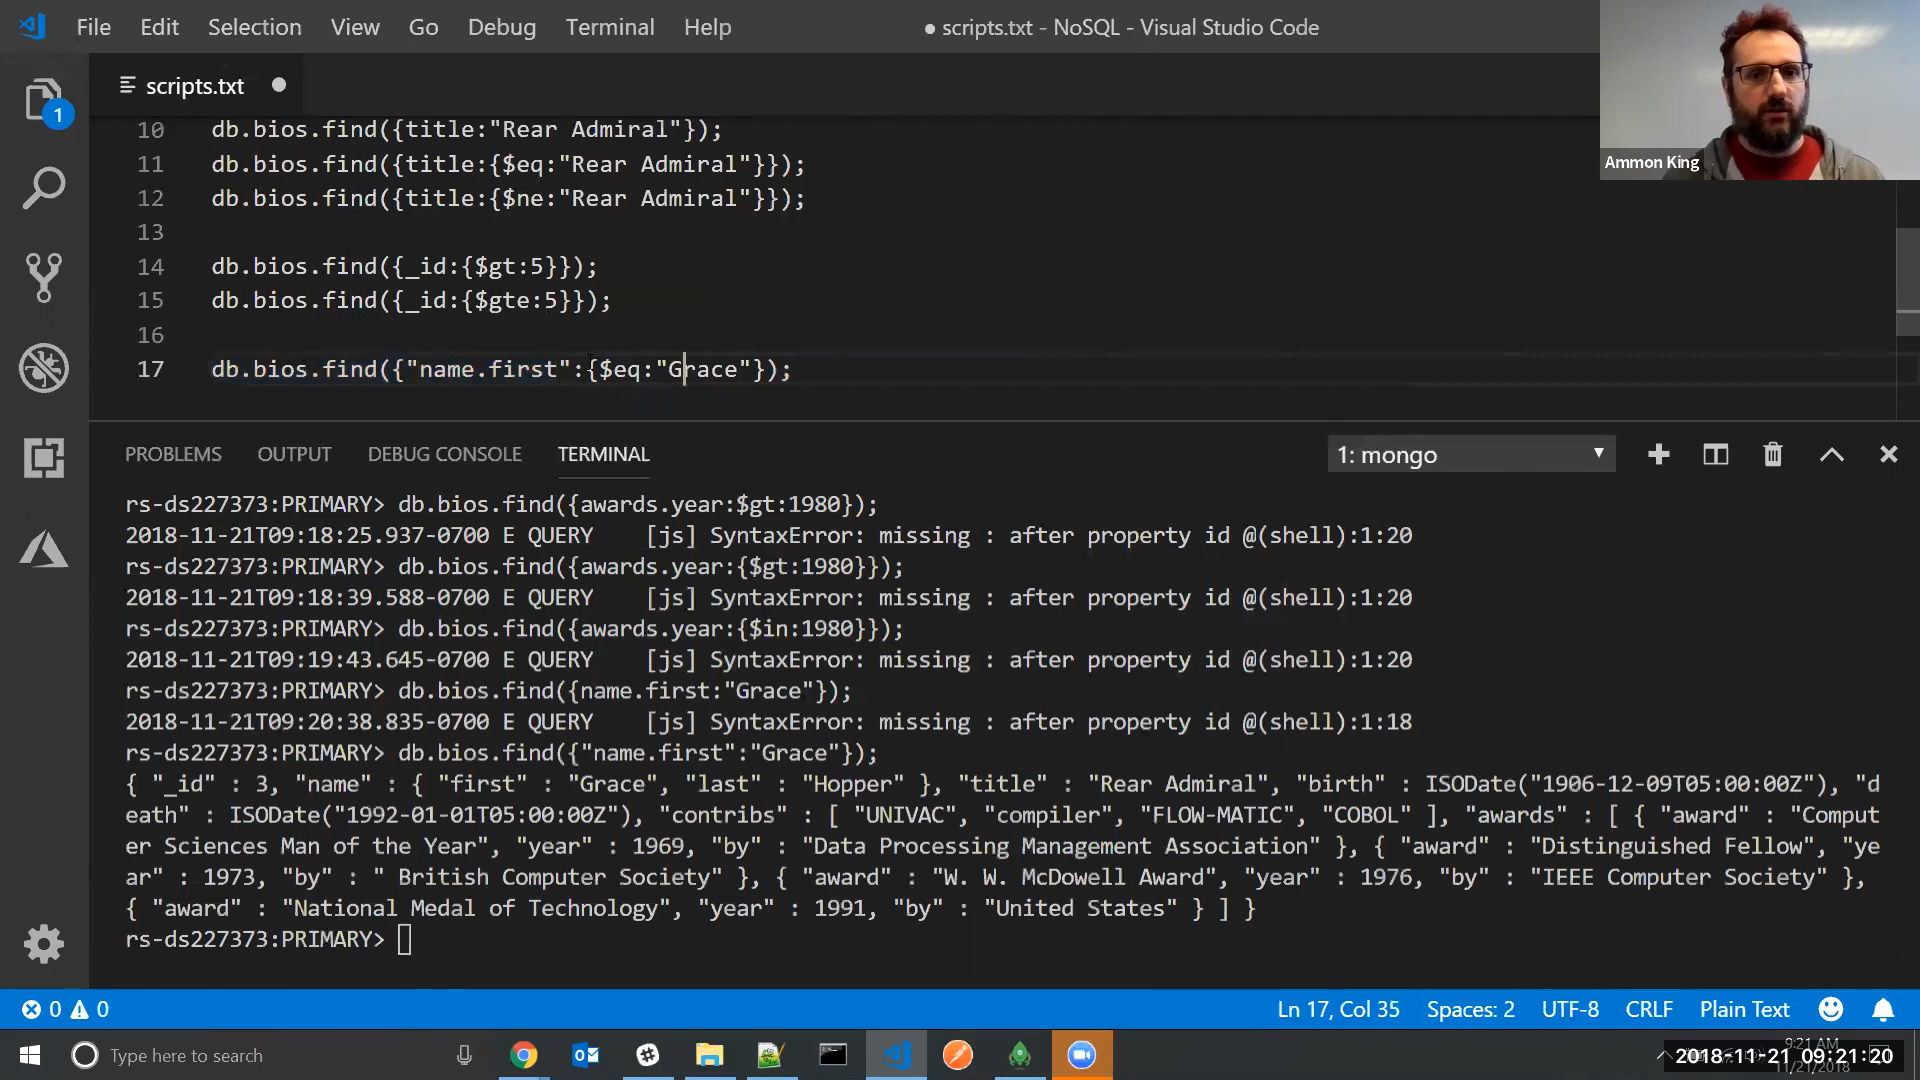 File Edit Selection View Go Debug Terminal Help
● scripts.txt - NoSQL - Visual Studio Code
1
scripts.txt
Ammon King
10 db.bios.find({title:"Rear Admiral"});
11 db.bios.find({title:{$eq:"Rear Admiral"}});
12 db.bios.find({title:{$ne:"Rear Admiral"}});
13
14 db.bios.find({_id:{$gt:5}});
15 db.bios.find({_id:{$gte:5}});
16
17 db.bios.find({"name.first":{$eq:"Grace"});
PROBLEMS OUTPUT DEBUG CONSOLE TERMINAL 1: mongo
rs-ds227373:PRIMARY> db.bios.find({awards.year:$gt:1980});
2018-11-21T09:18:25.937-0700 E QUERY [js] SyntaxError: missing : after property id @(shell):1:20
rs-ds227373:PRIMARY> db.bios.find({awards.year:{$gt:1980}});
2018-11-21T09:18:39.588-0700 E QUERY [js] SyntaxError: missing : after property id @(shell):1:20
rs-ds227373:PRIMARY> db.bios.find({awards.year:{$in:1980}});
2018-11-21T09:19:43.645-0700 E QUERY [js] SyntaxError: missing : after property id @(shell):1:20
rs-ds227373:PRIMARY> db.bios.find({name.first:"Grace"});
2018-11-21T09:20:38.835-0700 E QUERY [js] SyntaxError: missing : after property id @(shell):1:18
rs-ds227373:PRIMARY> db.bios.find({"name.first":"Grace"});
{ "_id" : 3, "name" : { "first" : "Grace", "last" : "Hopper" }, "title" : "Rear Admiral", "birth" : ISODate("1906-12-09T05:00:00Z"), "d
eath" : ISODate("1992-01-01T05:00:00Z"), "contribs" : [ "UNIVAC", "compiler", "FLOW-MATIC", "COBOL" ], "awards" : [ { "award" : "Comput
er Sciences Man of the Year", "year" : 1969, "by" : "Data Processing Management Association" }, { "award" : "Distinguished Fellow", "ye
ar" : 1973, "by" : " British Computer Society" }, { "award" : "W. W. McDowell Award", "year" : 1976, "by" : "IEEE Computer Society" },
{ "award" : "National Medal of Technology", "year" : 1991, "by" : "United States" } ] }
rs-ds227373:PRIMARY>
0 0 Ln 17, Col 35 Spaces: 2 UTF-8 CRLF Plain Text
Type here to search
9:21 AM
2018-11-21 09:21:20
11/21/2018